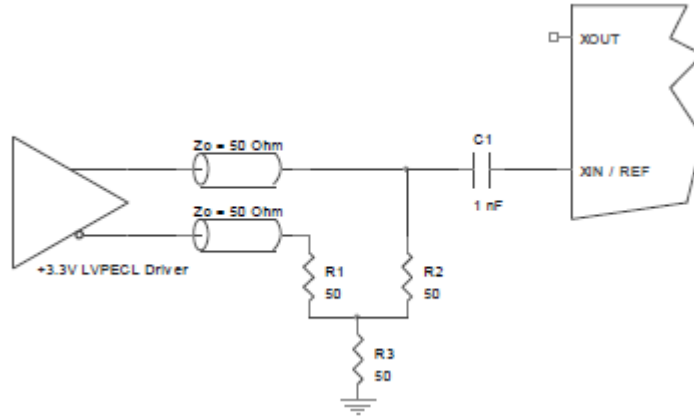 XOUT
Zo = 50 Ohm
C1
XIN / REF
1 nF
Zo = 50 Ohm
+3.3V LVPECL Driver
R1
50
R2
50
R3
50